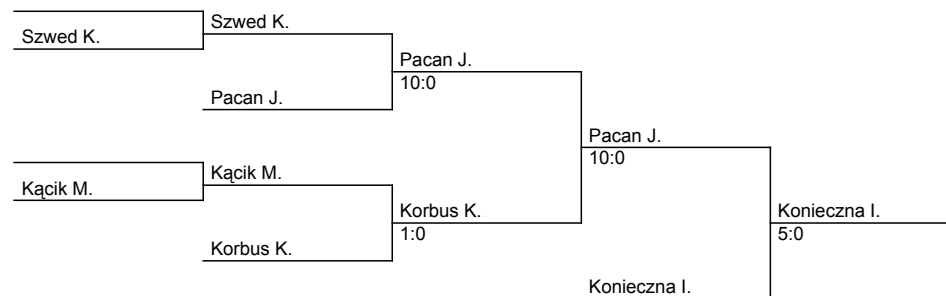 Szwed K.
Szwed K.
Pacan J.
10:0
Pacan J.
Pacan J.
10:0
Kącik M.
Kącik M.
Korbus K.
1:0
Konieczna I.
5:0
Korbus K.
Konieczna I.